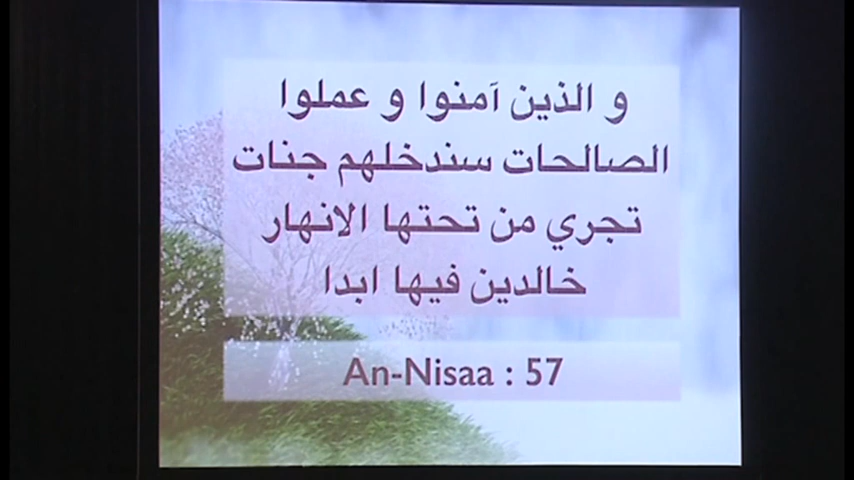 و الذين آمنوا و عملوا
الصالحات سندخلهم جنات
تجري من تحتها الانهار
خالدين فيها ابدا
An-Nisaa : 57